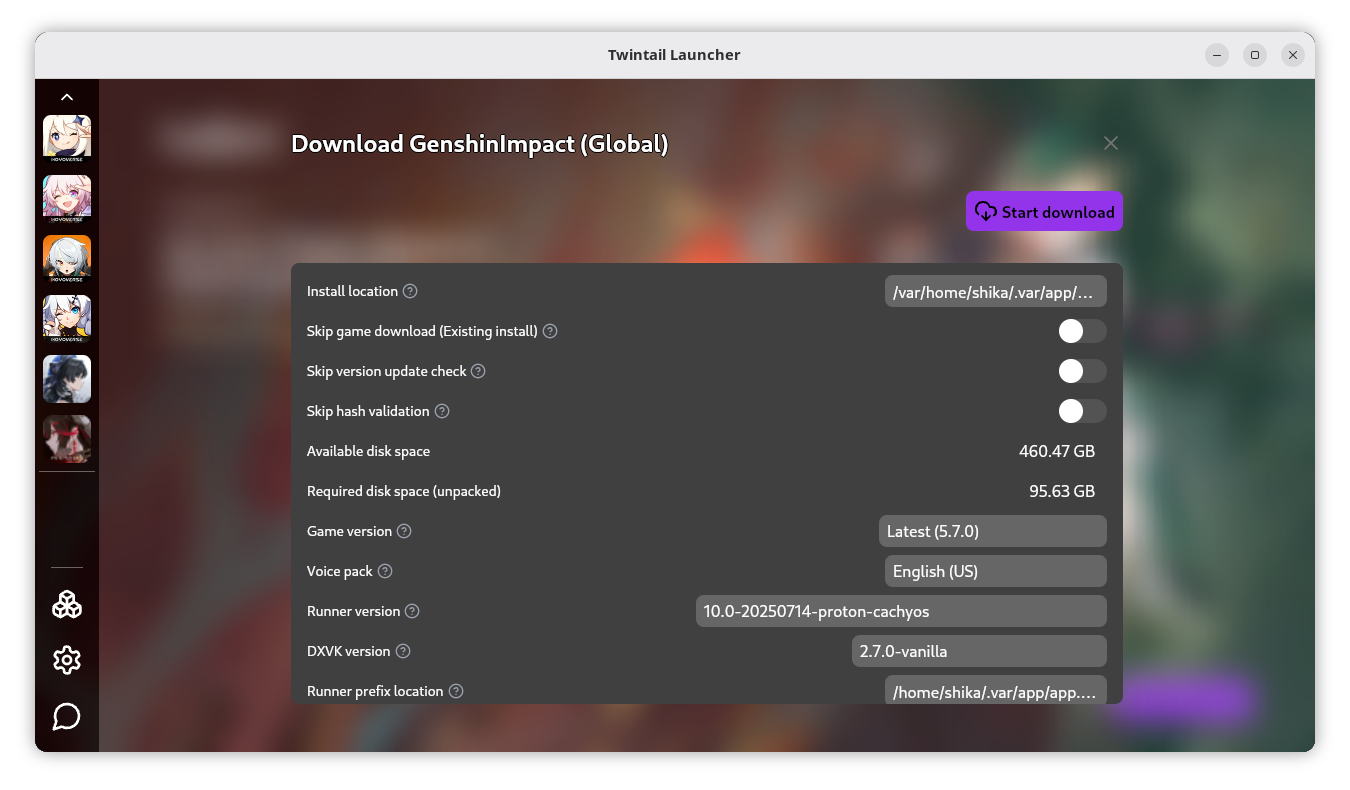 Twintail Launcher
HOYOVERSE
HOYOVERSE
HOYOVERSE
HOYOVERSE
Download GenshinImpact (Global)
Start download
Install location
/var/home/shika/.var/app/...
Skip game download (Existing install)
Skip version update check
Skip hash validation
Available disk space
460.47 GB
Required disk space (unpacked)
95.63 GB
Game version
Latest (5.7.0)
Voice pack
English (US)
Runner version
10.0-20250714-proton-cachyos
DXVK version
2.7.0-vanilla
Runner prefix location
/home/shika/.var/app/app....